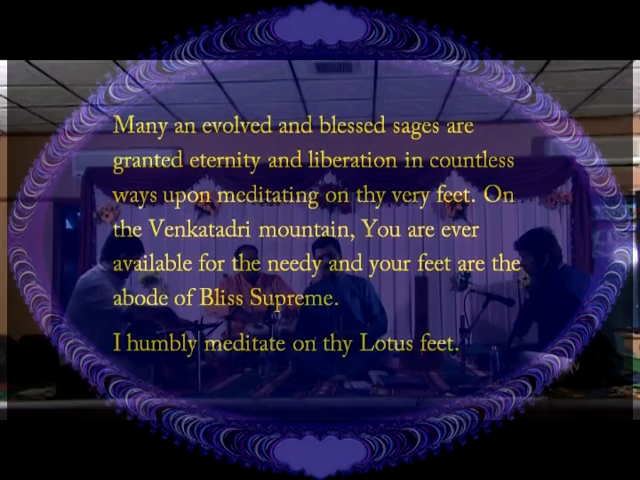 Many an evolved and blessed sages are
granted eternity and liberation in countless
ways upon meditating on thy very feet. On
the Venkatadri mountain, You are ever
available for the needy and your feet are the
abode of Bliss Supreme.
I humbly meditate on thy Lotus feet.